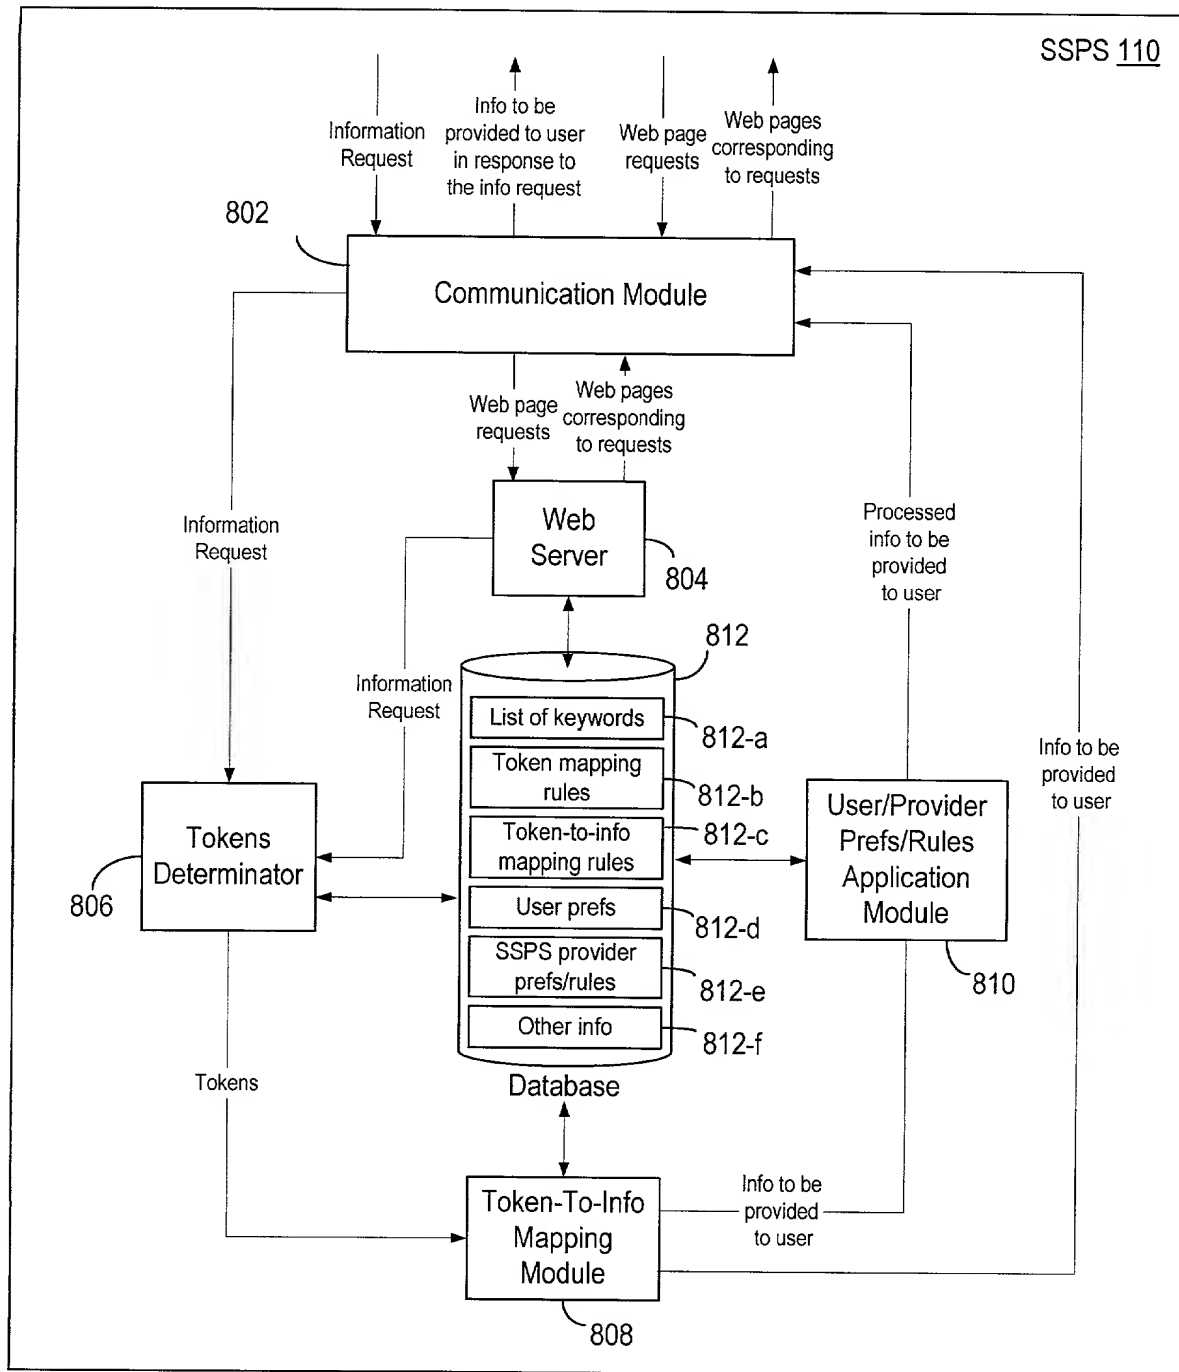 SSPS 110
Information
Request
Info to be
provided to user
in response to
the info request
Web page
requests
Web pages
corresponding
to requests
802
Communication Module
Web page
requests
Web pages
corresponding
to requests
Information
Request
Web
Server
804
Processed
info to be
provided
to user
812
Information
Request
List of keywords
812-a
Token mapping
rules
812-b
Token-to-info
mapping rules
812-c
User prefs
812-d
SSPS provider
prefs/rules
812-e
Other info
812-f
Database
Tokens
Determinator
806
User/Provider
Prefs/Rules
Application
Module
810
Info to be
provided
to user
Tokens
Token-To-Info
Mapping
Module
808
Info to be
provided
to user